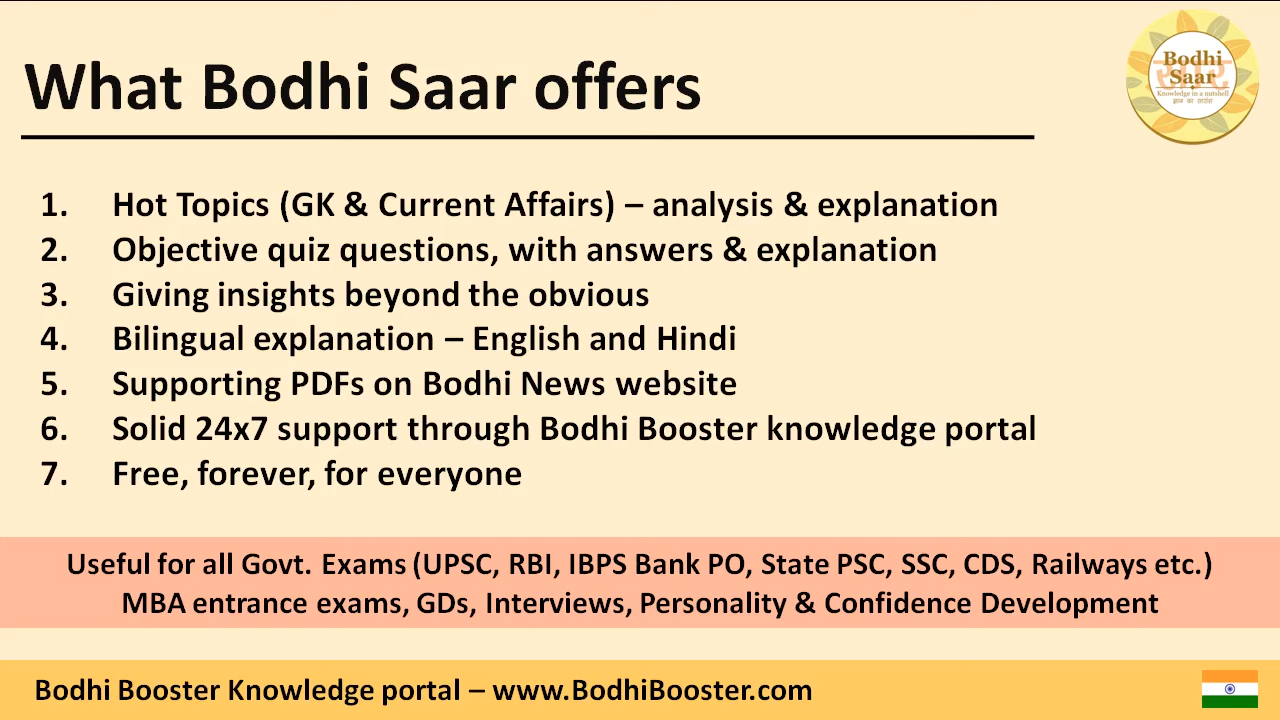 What Bodhi Saar offers
Bodhi
Saar
Knowledge in a nutshell
ज्ञान का सारांश
1. Hot Topics (GK & Current Affairs) – analysis & explanation
2. Objective quiz questions, with answers & explanation
3. Giving insights beyond the obvious
4. Bilingual explanation – English and Hindi
5. Supporting PDFs on Bodhi News website
6. Solid 24x7 support through Bodhi Booster knowledge portal
7. Free, forever, for everyone
Useful for all Govt. Exams (UPSC, RBI, IBPS Bank PO, State PSC, SSC, CDS, Railways etc.)
MBA entrance exams, GDs, Interviews, Personality & Confidence Development
Bodhi Booster Knowledge portal – www.BodhiBooster.com